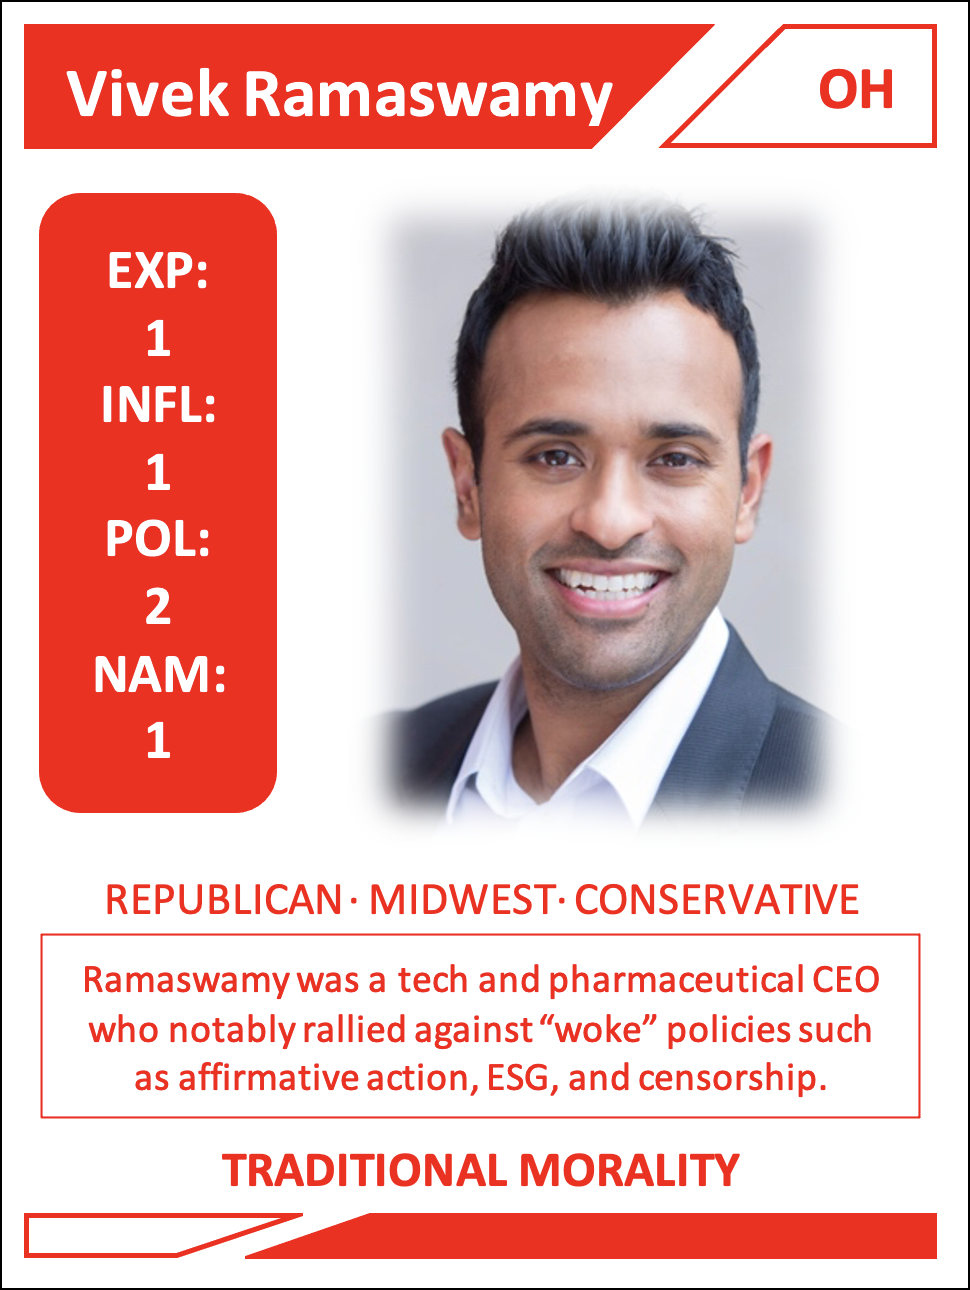 Vivek Ramaswamy
OH
EXP:
1
INFL:
1
POL:
2
NAM:
1
REPUBLICAN· MIDWEST· CONSERVATIVE
Ramaswamy was a tech and pharmaceutical CEO
who notably rallied against “woke” policies such
as affirmative action, ESG, and censorship.
TRADITIONAL MORALITY